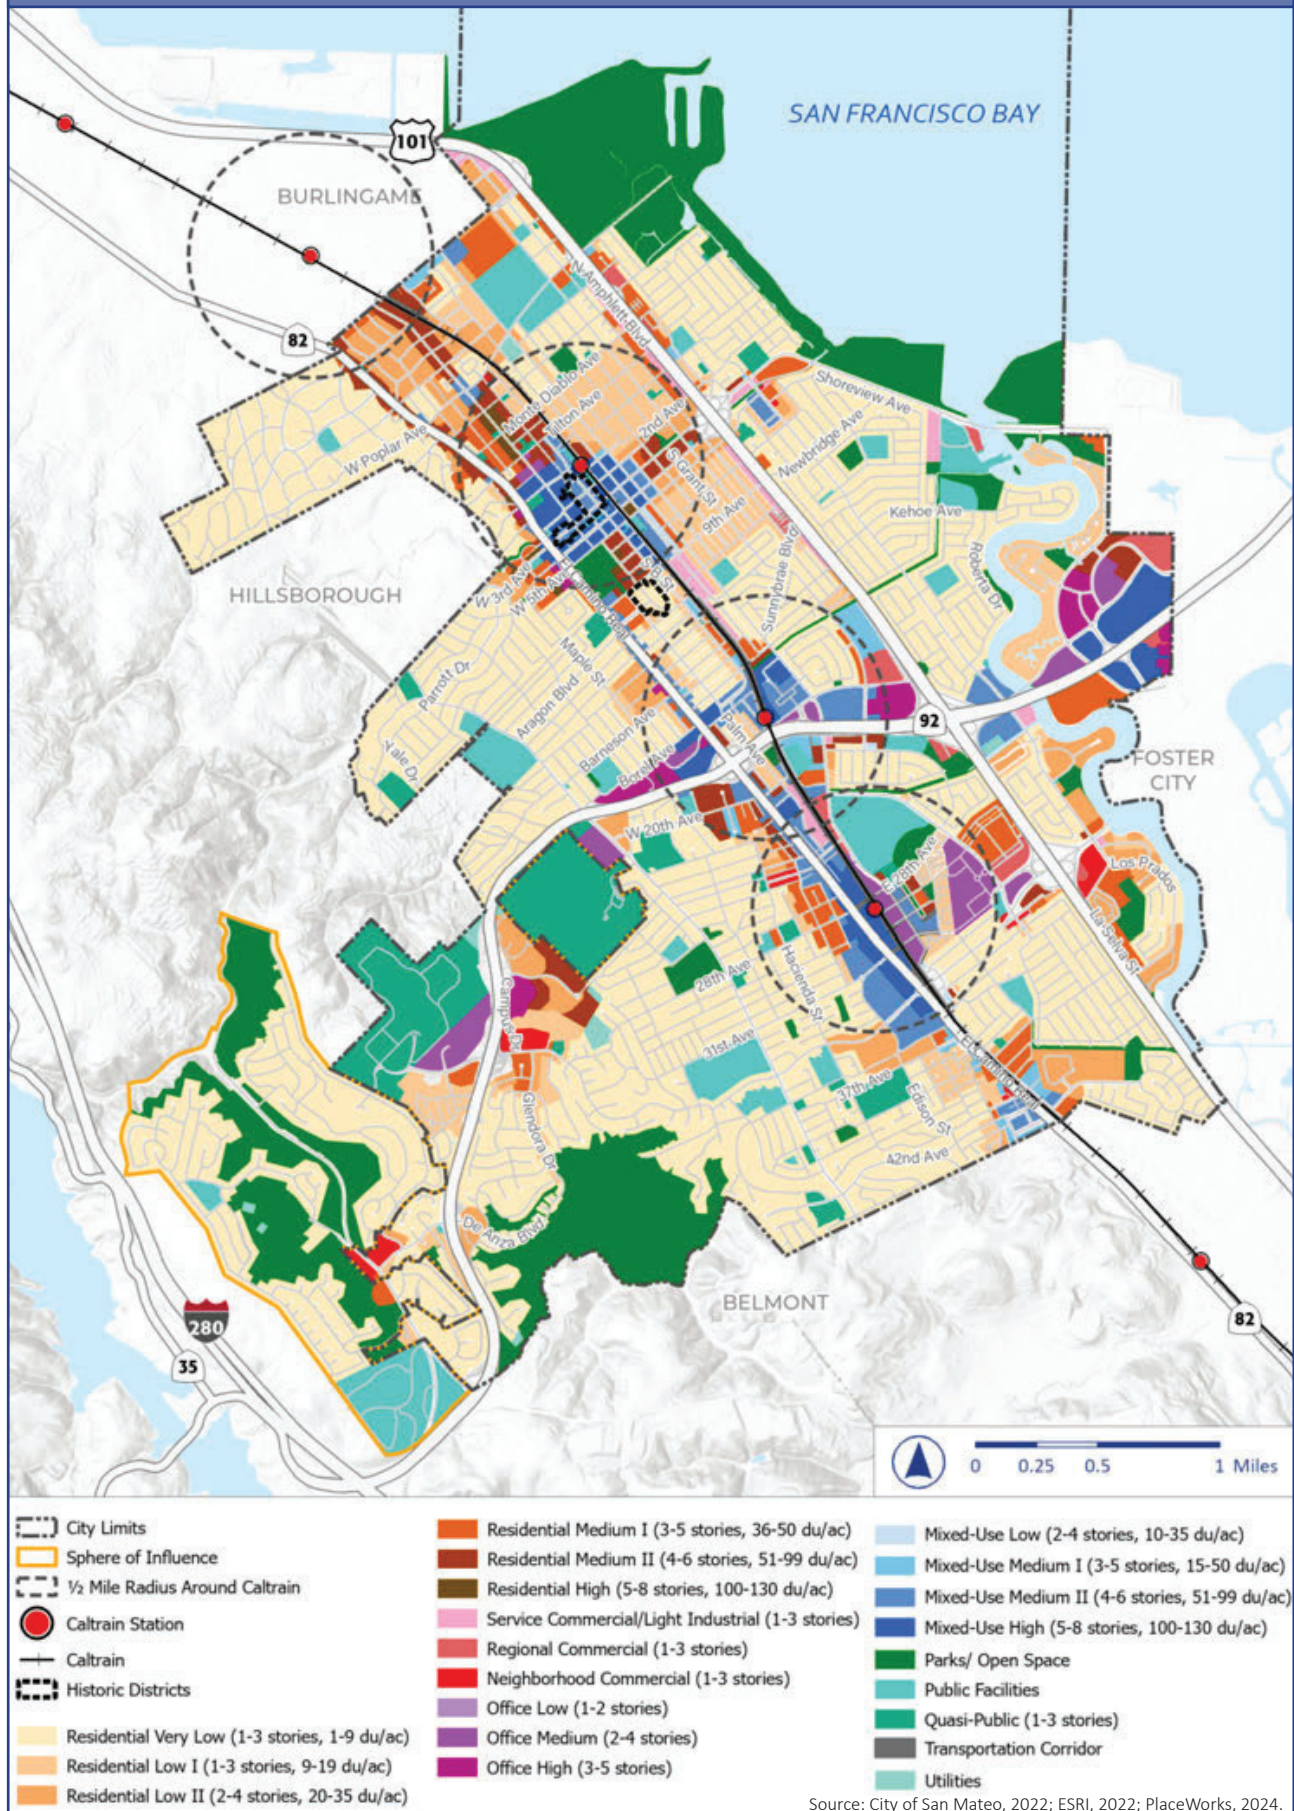 SAN FRANCISCO BAY
101
BURLINGAME
N Amphlett Blvd
82
Monte Diablo Ave
Tilton Ave
2nd Ave
Shoreview Ave
W Poplar Ave
Newbridge Ave
S Grant St
9th Ave
Kehoe Ave
Sunnybrae Blvd
Roberta Dr
HILLSBOROUGH
W 3rd Ave
W 5th Ave
El Camino Real
S B St
Maple St
Parrott Dr
Aragon Blvd
Palm Ave
92
Barneson Ave
Yale Dr
Borel Ave
FOSTER
CITY
W 20th Ave
E 28th Ave
Los Prados
La Selva St
28th Ave
Hacienda St
Campus Dr
31st Ave
El Camino Real
37th Ave
Edison St
Glendora Dr
42nd Ave
De Anza Blvd
BELMONT
280
82
35
0 0.25 0.5 1 Miles
City Limits
Sphere of Influence
½ Mile Radius Around Caltrain
Caltrain Station
Caltrain
Historic Districts
Residential Very Low (1-3 stories, 1-9 du/ac)
Residential Low I (1-3 stories, 9-19 du/ac)
Residential Low II (2-4 stories, 20-35 du/ac)
Residential Medium I (3-5 stories, 36-50 du/ac)
Residential Medium II (4-6 stories, 51-99 du/ac)
Residential High (5-8 stories, 100-130 du/ac)
Service Commercial/Light Industrial (1-3 stories)
Regional Commercial (1-3 stories)
Neighborhood Commercial (1-3 stories)
Office Low (1-2 stories)
Office Medium (2-4 stories)
Office High (3-5 stories)
Mixed-Use Low (2-4 stories, 10-35 du/ac)
Mixed-Use Medium I (3-5 stories, 15-50 du/ac)
Mixed-Use Medium II (4-6 stories, 51-99 du/ac)
Mixed-Use High (5-8 stories, 100-130 du/ac)
Parks/ Open Space
Public Facilities
Quasi-Public (1-3 stories)
Transportation Corridor
Utilities
Source: City of San Mateo, 2022; ESRI, 2022; PlaceWorks, 2024.